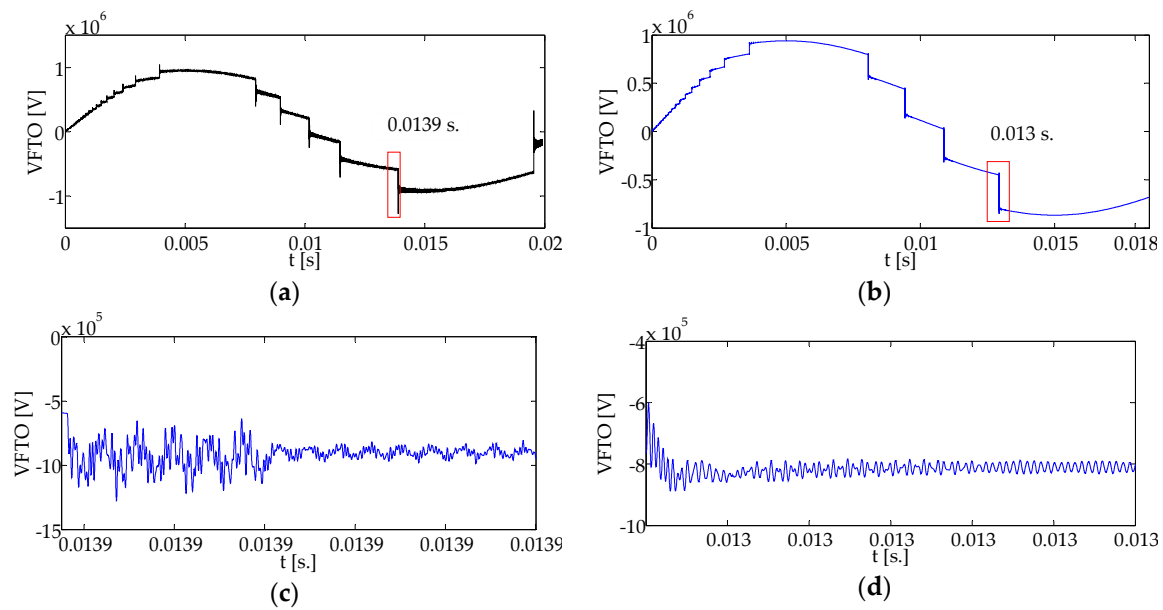 x 10^6
1
0
-1
VFTO [V]
0.0139 s.
0 0.005 0.01 0.015 0.02
t [s]
(a)
x 10^6
1
0.5
0
-0.5
-1
VFTO [V]
0.013 s.
0 0.005 0.01 0.015 0.018
t [s]
(b)
x 10^5
0
-5
-10
-15
VFTO [V]
0.0139 0.0139 0.0139 0.0139 0.0139 0.0139
t [s.]
(c)
x 10^5
-4
-6
-8
-10
VFTO [V]
0.013 0.013 0.013 0.013 0.013 0.013
t [s.]
(d)